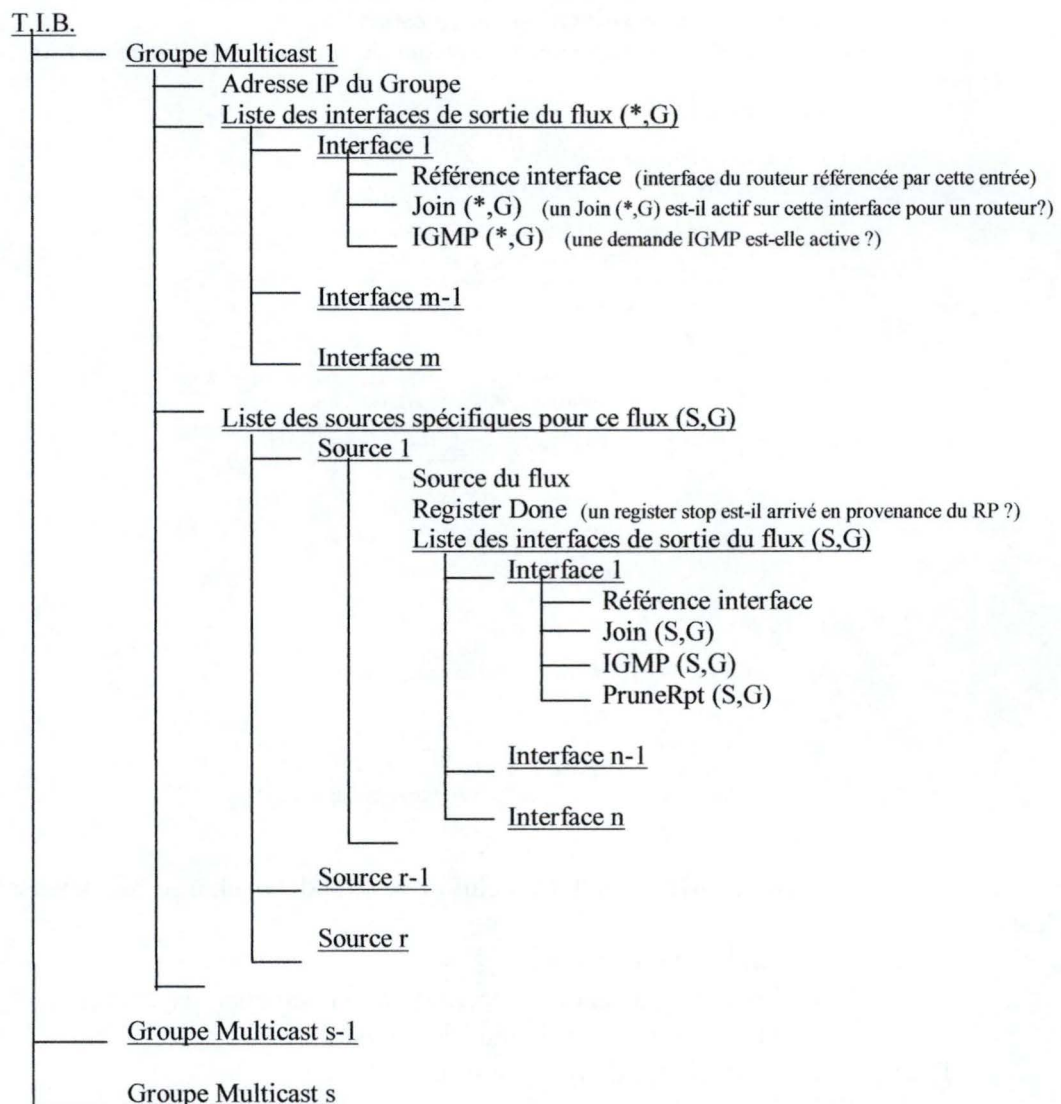 T.I.B.
Groupe Multicast 1
Adresse IP du Groupe
Liste des interfaces de sortie du flux (*,G)
Interface 1
Référence interface (interface du routeur référencée par cette entrée)
Join (*,G) (un Join (*,G) est-il actif sur cette interface pour un routeur?)
IGMP (*,G) (une demande IGMP est-elle active ?)
Interface m-1
Interface m
Liste des sources spécifiques pour ce flux (S,G)
Source 1
Source du flux
Register Done (un register stop est-il arrivé en provenance du RP ?)
Liste des interfaces de sortie du flux (S,G)
Interface 1
Référence interface
Join (S,G)
IGMP (S,G)
PruneRpt (S,G)
Interface n-1
Interface n
Source r-1
Source r
Groupe Multicast s-1
Groupe Multicast s